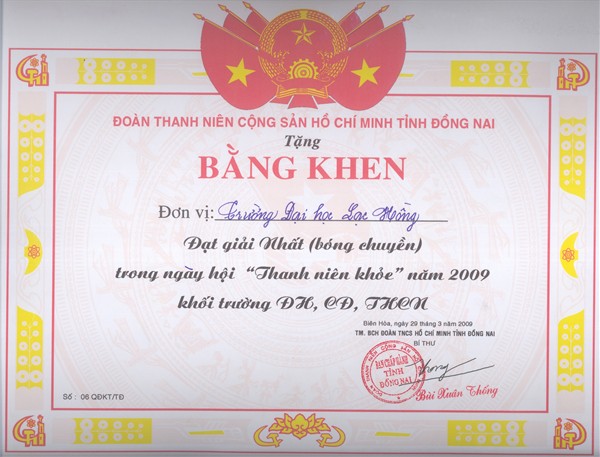 ĐOÀN THANH NIÊN CỘNG SẢN HỒ CHÍ MINH TỈNH ĐỒNG NAI
Tặng
BẰNG KHEN
Đơn vị: Trường Đại học Lạc Hồng
Đạt giải Nhất (bóng chuyền)
trong ngày hội “Thanh niên khỏe” năm 2009
khối trường ĐH, CĐ, THCN
Biên Hòa, ngày 29 tháng 3 năm 2009
TM. BCH ĐOÀN TNCS HỒ CHÍ MINH TỈNH ĐỒNG NAI
BÍ THƯ
BAN CHẤP HÀNH
TỈNH
ĐỒNG NAI
Bùi Xuân Thống
Số : 06 QĐKT/TĐ